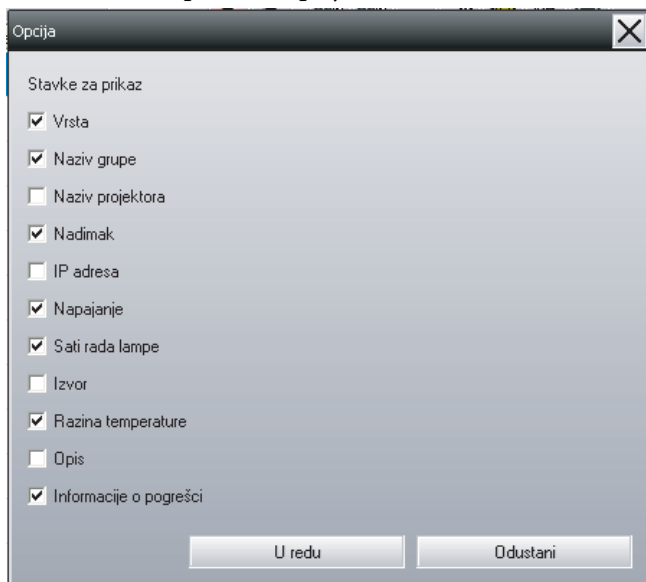 Opcija
Stavke za prikaz
Vrsta
Naziv grupe
Naziv projektora
Nadimak
IP adresa
Napajanje
Sati rada lampe
Izvor
Razina temperature
Opis
Informacije o pogrešci
U redu Odustani